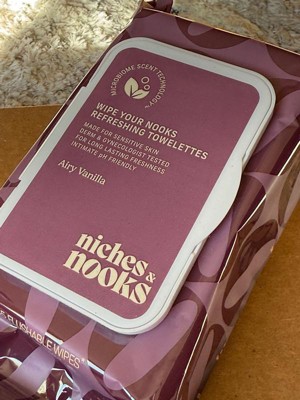 MICROBIOME SCENT TECHNOLOGY
WIPE YOUR NOOKS
REFRESHING TOWELETTES
MADE FOR SENSITIVE SKIN
DERM & GYNECOLOGIST TESTED
FOR LONG LASTING FRESHNESS
INTIMATE pH FRIENDLY
Airy Vanilla
niches &
nooks
FLUSHABLE WIPES*